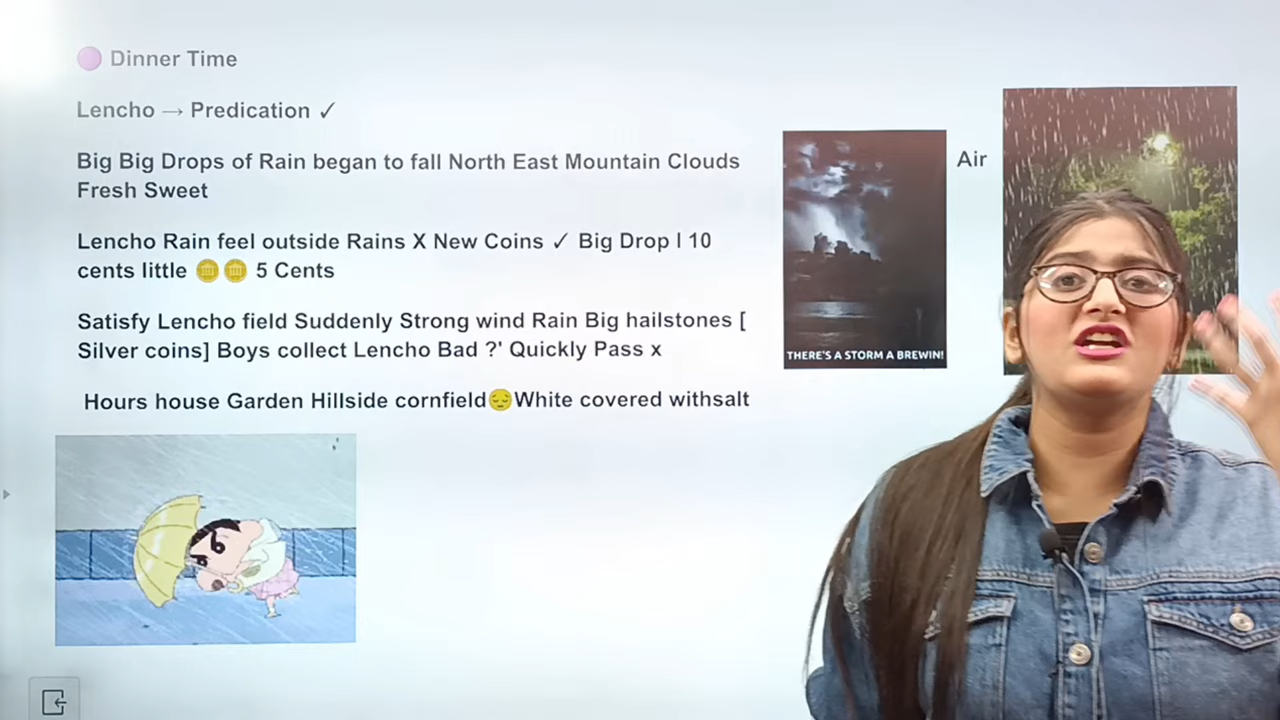 Dinner Time
Lencho → Predication ✓
Big Big Drops of Rain began to fall North East Mountain Clouds
Fresh Sweet
Lencho Rain feel outside Rains X New Coins ✓ Big Drop l 10
cents little 🪙🪙 5 Cents
Satisfy Lencho field Suddenly Strong wind Rain Big hailstones [
Silver coins] Boys collect Lencho Bad ?' Quickly Pass x
Hours house Garden Hillside cornfield😔White covered withsalt
Air
THERE'S A STORM A BREWIN!